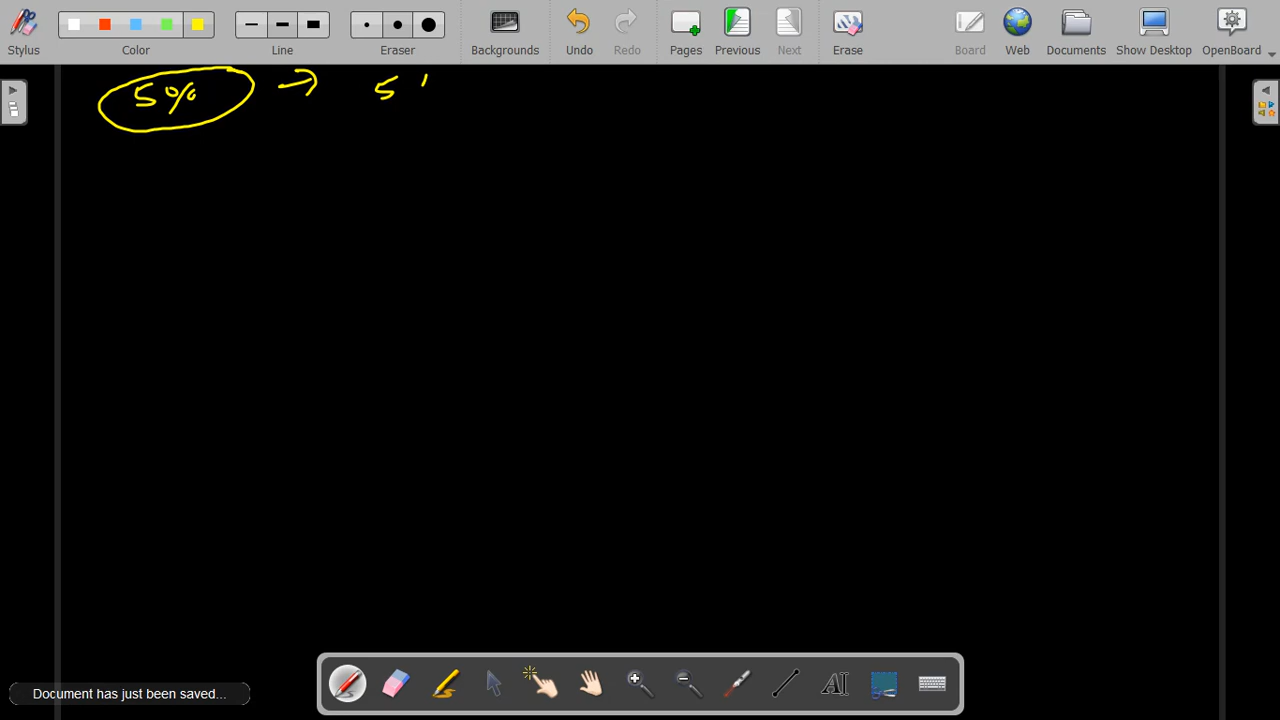 Stylus Color Line Eraser Backgrounds Undo Redo Pages Previous Next Erase Board Web Documents Show Desktop OpenBoard
5% → 5 '
AI
Document has just been saved...